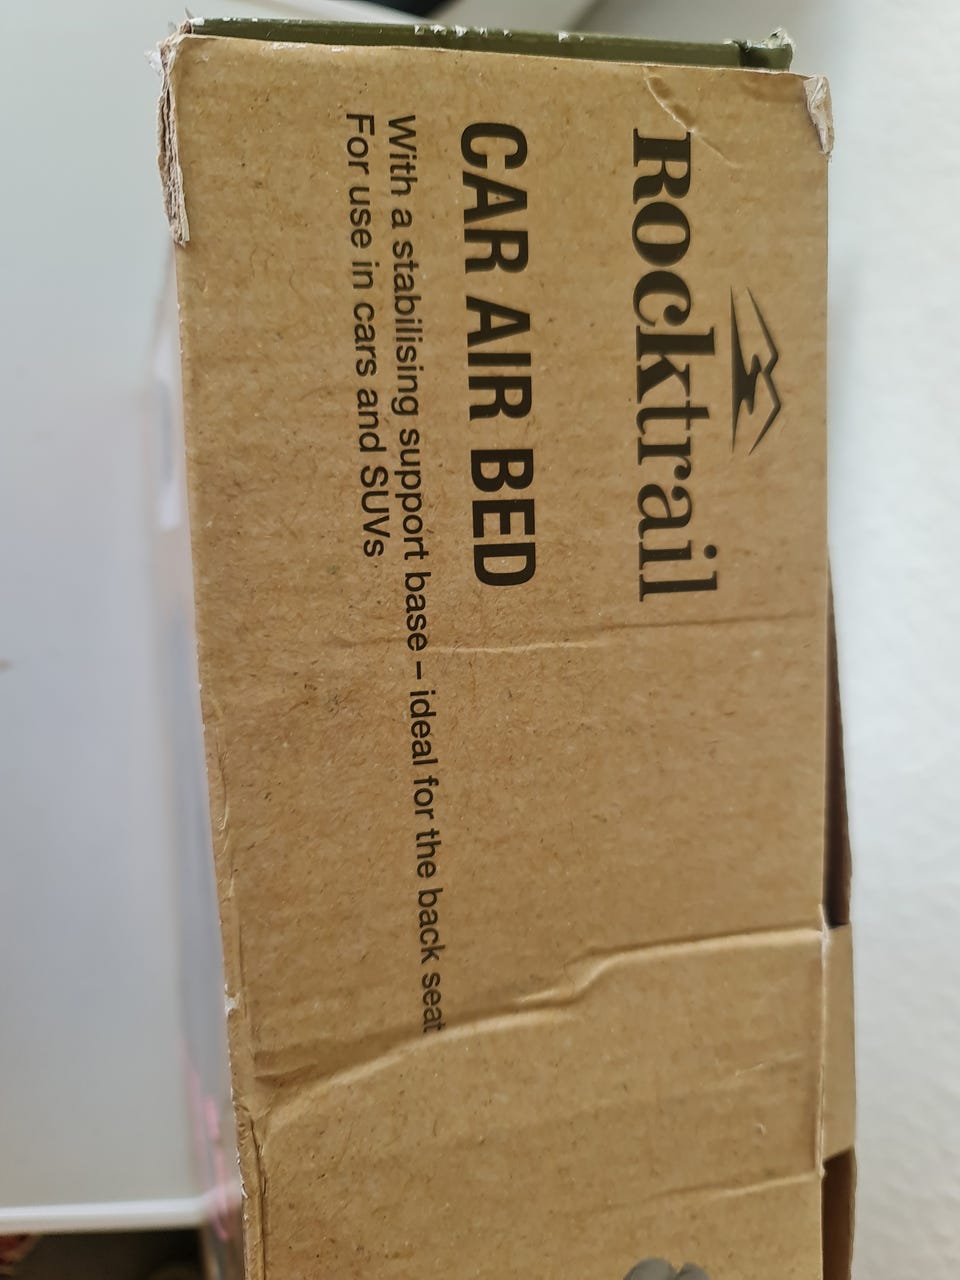 Rocktrail
CAR AIR BED
With a stabilising support base – ideal for the back seat
For use in cars and SUVs